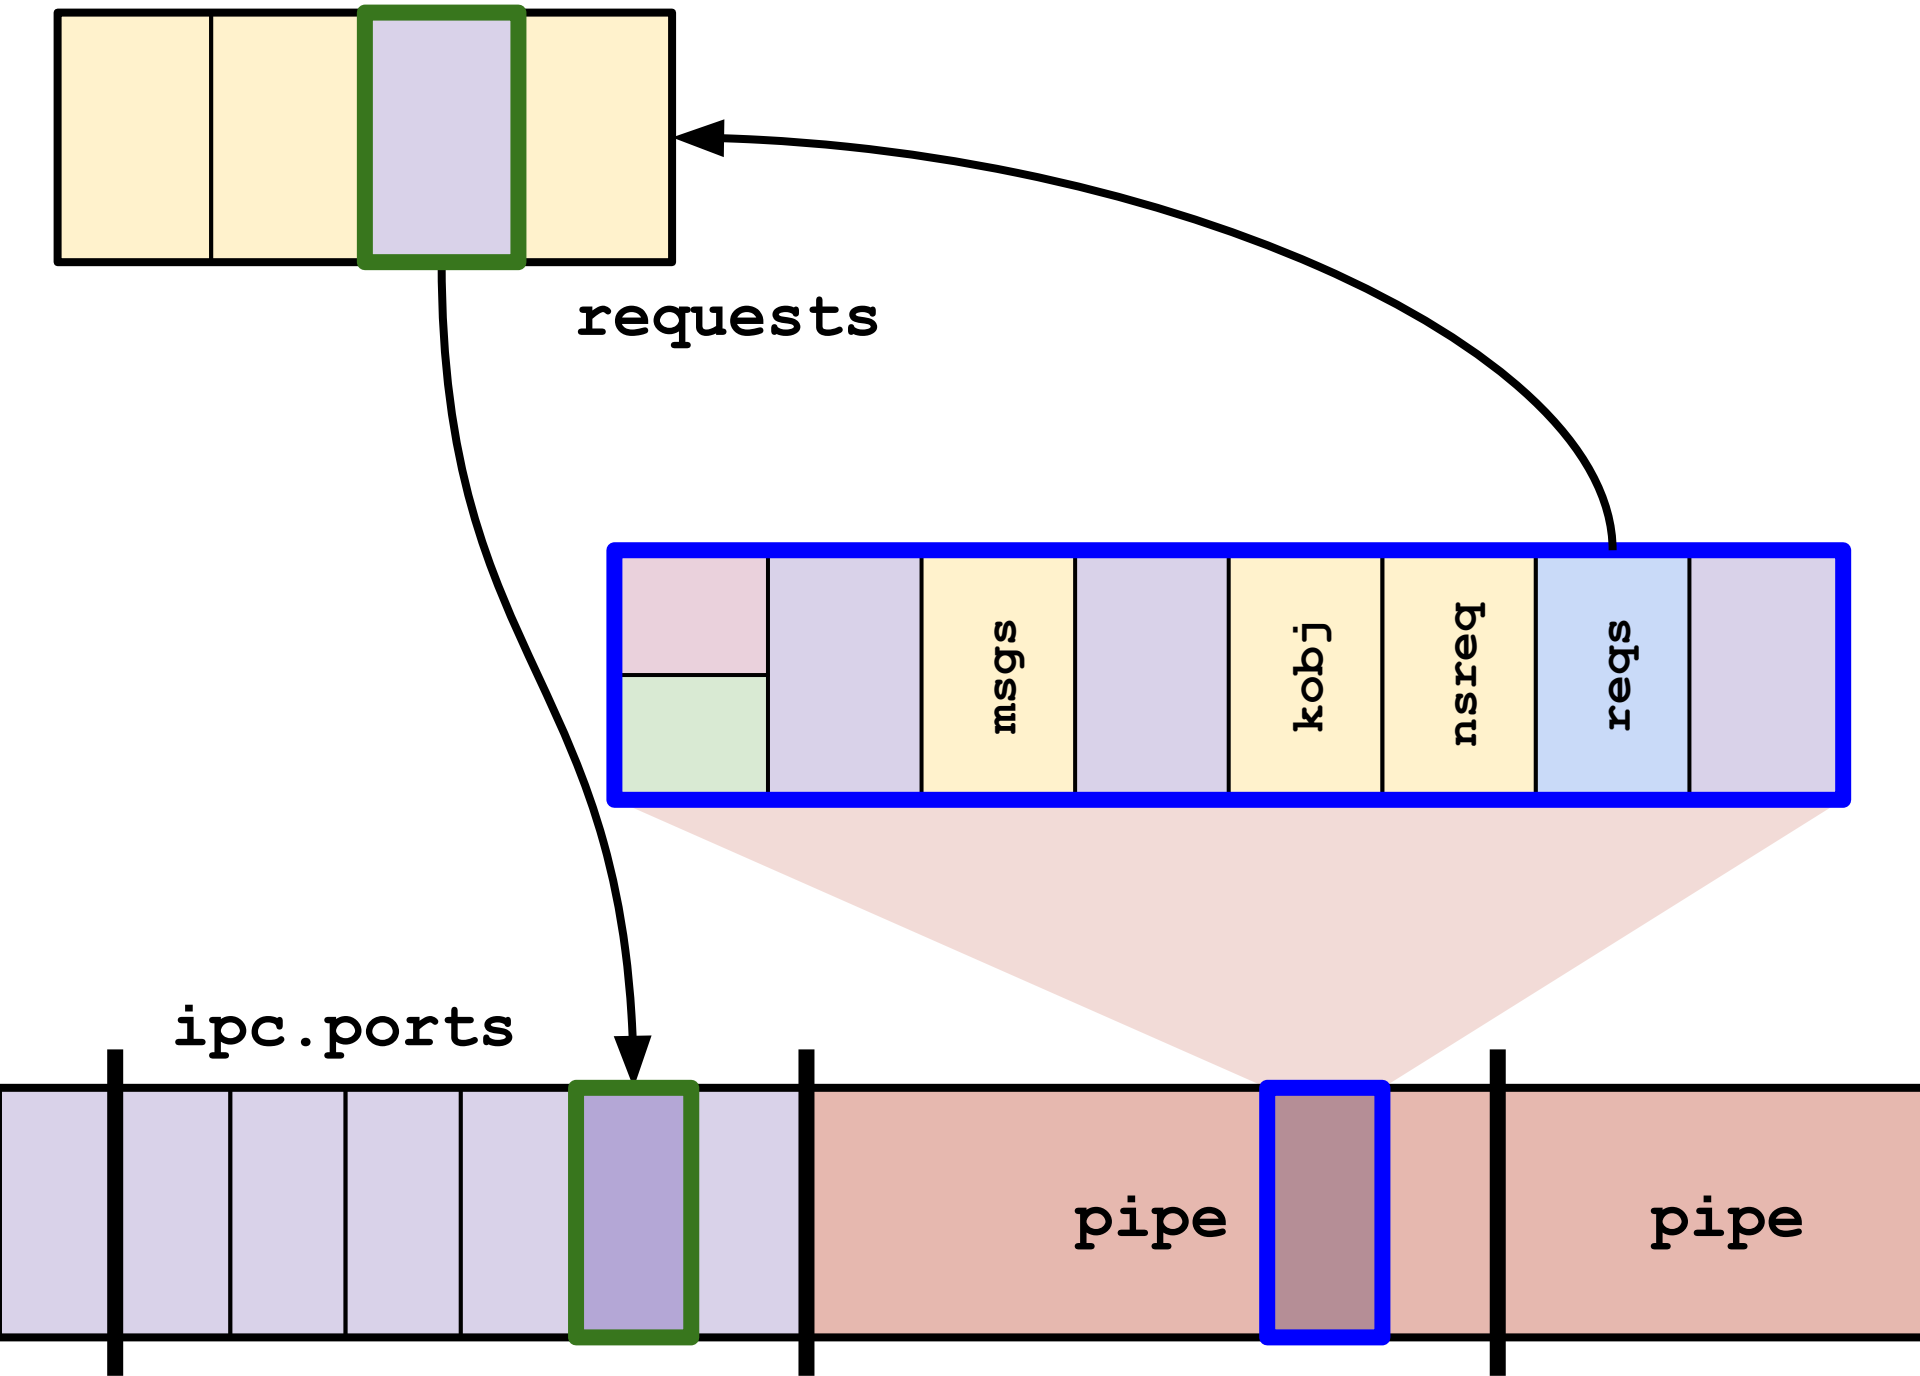 requests
msgs
kobj
nsreq
reqs
ipc.ports
pipe
pipe